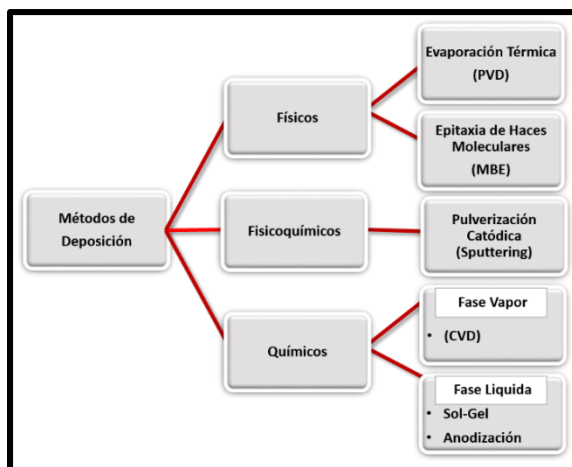 Métodos de
Deposición
Físicos
Evaporación Térmica
(PVD)
Epitaxia de Haces
Moleculares
(MBE)
Fisicoquímicos
Pulverización
Catódica
(Sputtering)
Químicos
Fase Vapor
• (CVD)
Fase Liquida
• Sol-Gel
• Anodización